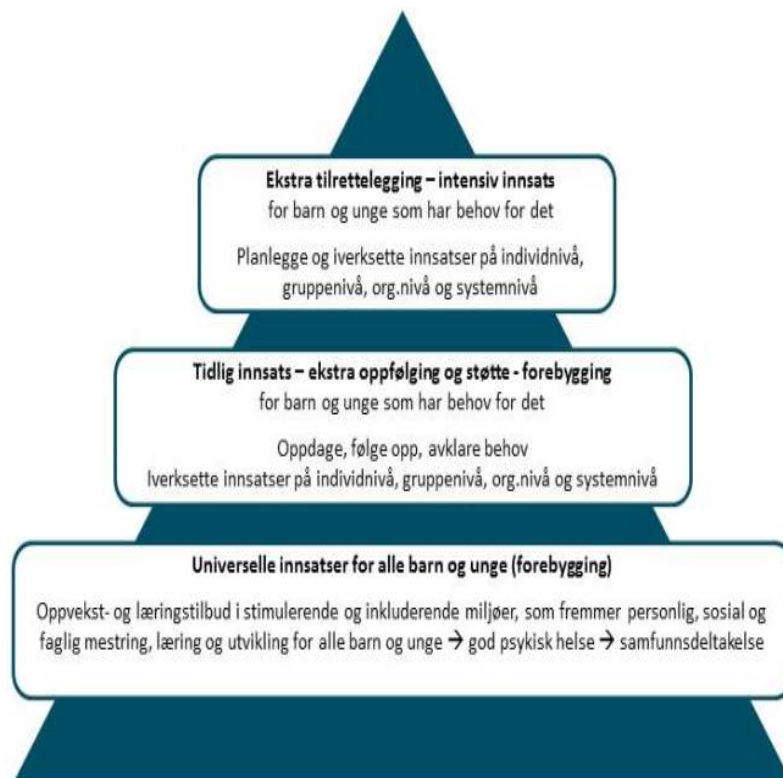 Ekstra tilrettelegging – intensiv innsats
for barn og unge som har behov for det
Planlegge og iverksette innsatser på individnivå,
gruppenivå, org.nivå og systemnivå
Tidlig innsats – ekstra oppfølging og støtte - forebygging
for barn og unge som har behov for det
Oppdage, følge opp, avklare behov
Iverksette innsatser på individnivå, gruppenivå, org.nivå og systemnivå
Universelle innsatser for alle barn og unge (forebygging)
Oppvekst- og læringstilbud i stimulerende og inkluderende miljøer, som fremmer personlig, sosial og
faglig mestring, læring og utvikling for alle barn og unge → god psykisk helse → samfunnsdeltakelse